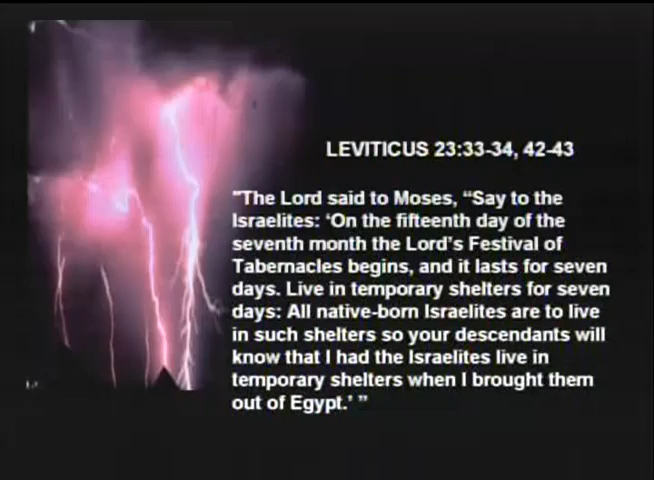 LEVITICUS 23:33-34, 42-43
"The Lord said to Moses, “Say to the
Israelites: ‘On the fifteenth day of the
seventh month the Lord’s Festival of
Tabernacles begins, and it lasts for seven
days. Live in temporary shelters for seven
days: All native-born Israelites are to live
in such shelters so your descendants will
know that I had the Israelites live in
temporary shelters when I brought them
out of Egypt.’ ”